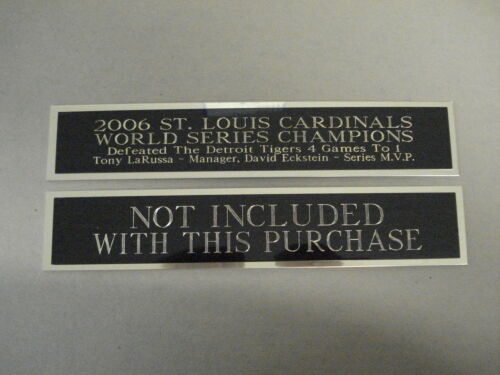 2006 ST. LOUIS CARDINALS
WORLD SERIES CHAMPIONS
Defeated The Detroit Tigers 4 Games To 1
Tony LaRussa - Manager, David Eckstein - Series M.V.P.
NOT INCLUDED
WITH THIS PURCHASE